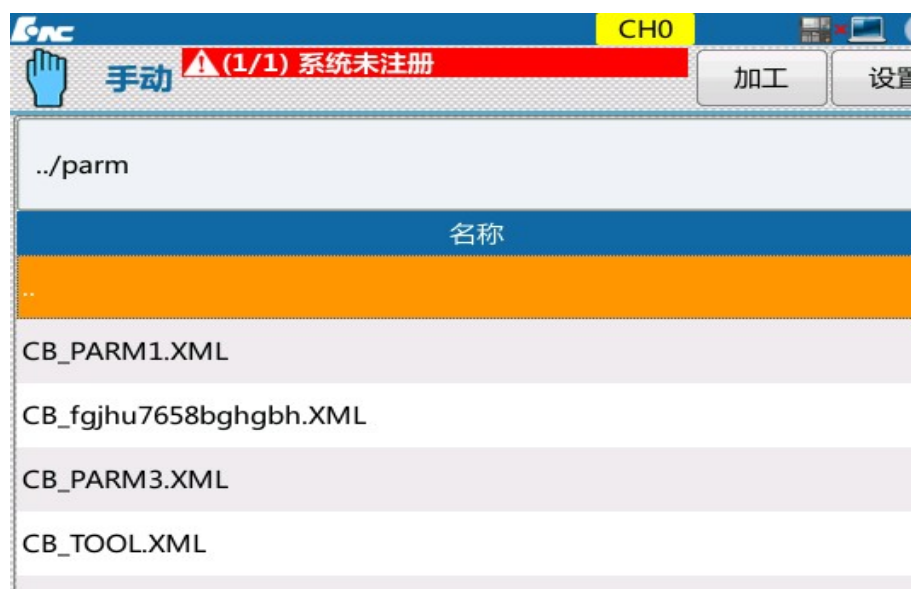 CH0
手动
(1/1) 系统未注册
加工
设置
../parm
名称
..
CB_PARM1.XML
CB_fgjhu7658bghgbh.XML
CB_PARM3.XML
CB_TOOL.XML